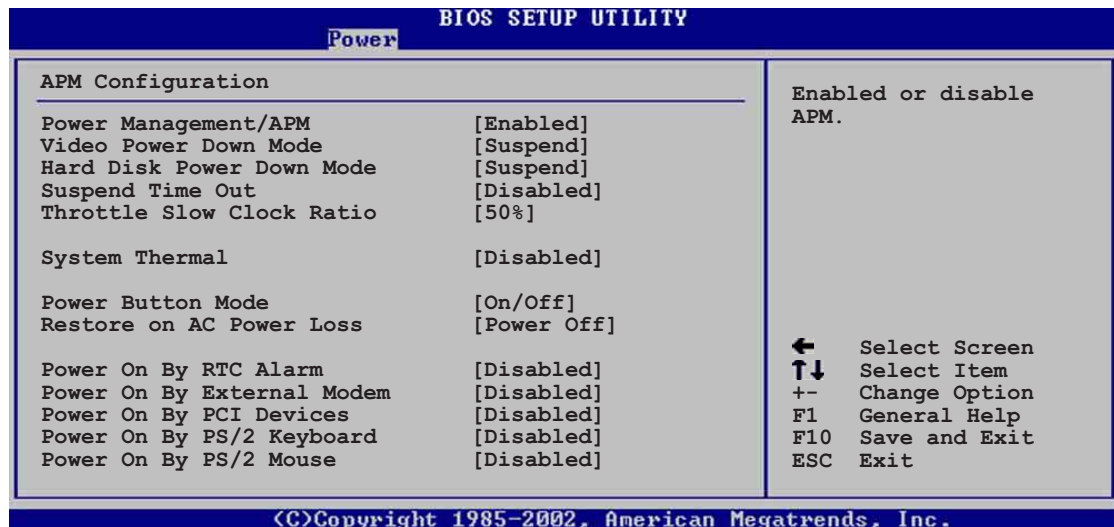 BIOS SETUP UTILITY
Power
APM Configuration
Power Management/APM [Enabled]
Video Power Down Mode [Suspend]
Hard Disk Power Down Mode [Suspend]
Suspend Time Out [Disabled]
Throttle Slow Clock Ratio [50%]
System Thermal [Disabled]
Power Button Mode [On/Off]
Restore on AC Power Loss [Power Off]
Power On By RTC Alarm [Disabled]
Power On By External Modem [Disabled]
Power On By PCI Devices [Disabled]
Power On By PS/2 Keyboard [Disabled]
Power On By PS/2 Mouse [Disabled]
Enabled or disable
APM.
← Select Screen
↑↓ Select Item
+- Change Option
F1 General Help
F10 Save and Exit
ESC Exit
(C)Copyright 1985-2002, American Megatrends, Inc.